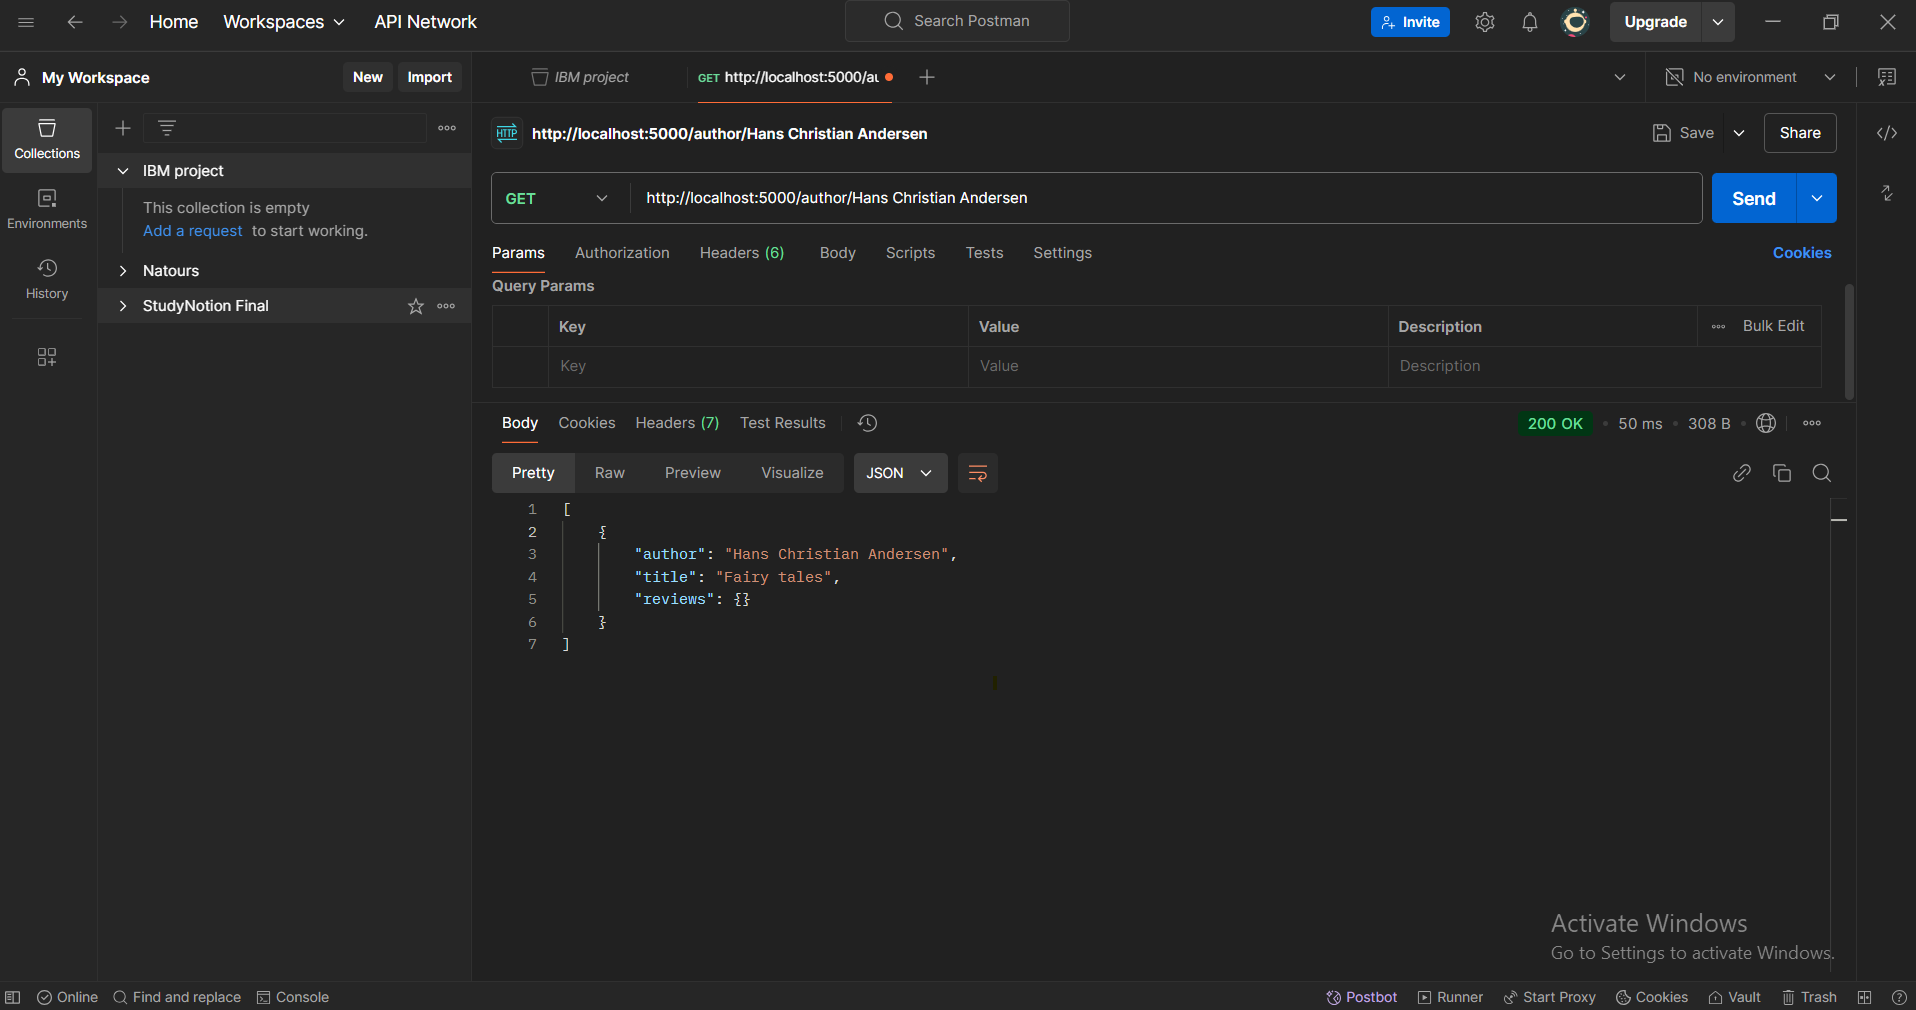 Home Workspaces API Network Search Postman Invite Upgrade
My Workspace New Import IBM project GET http://localhost:5000/au No environment
Collections
Environments
History
IBM project
This collection is empty
Add a request to start working.
Natours
StudyNotion Final
HTTP http://localhost:5000/author/Hans Christian Andersen Save Share
GET http://localhost:5000/author/Hans Christian Andersen Send
Params Authorization Headers (6) Body Scripts Tests Settings Cookies
Query Params
Key Value Description Bulk Edit
Key Value Description
Body Cookies Headers (7) Test Results 200 OK 50 ms 308 B
Pretty Raw Preview Visualize JSON
1 [
2 {
3 "author": "Hans Christian Andersen",
4 "title": "Fairy tales",
5 "reviews": {}
6 }
7 ]
Activate Windows
Go to Settings to activate Windows.
Online Find and replace Console Postbot Runner Start Proxy Cookies Vault Trash